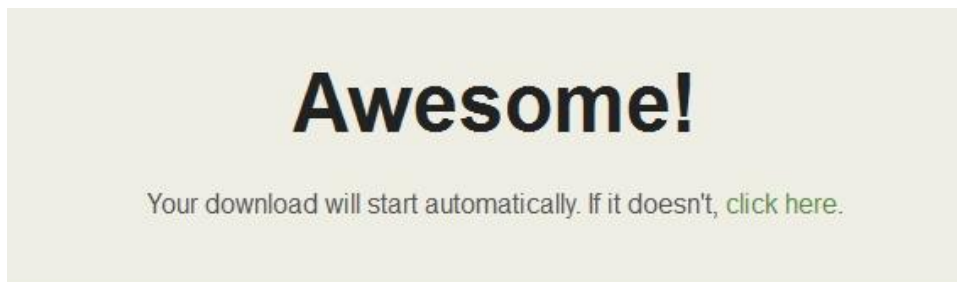 Awesome!
Your download will start automatically. If it doesn't, click here.